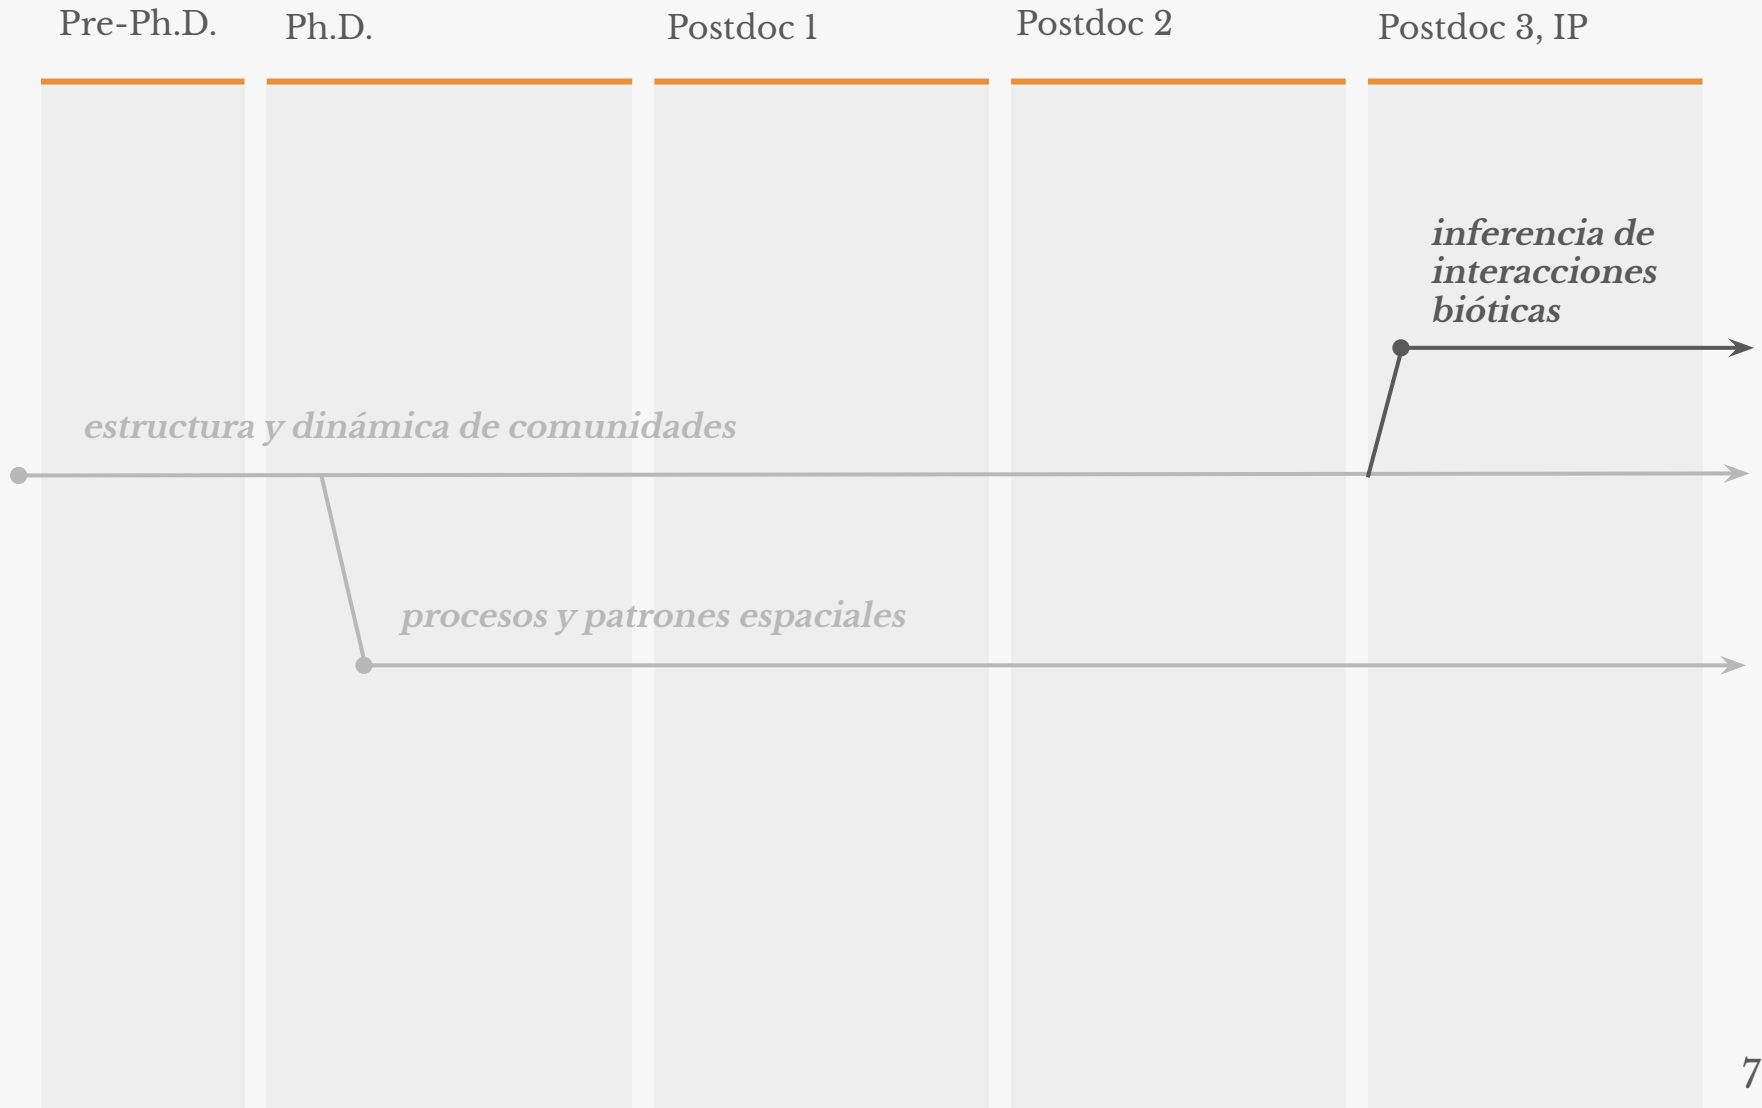 Pre-Ph.D.
Ph.D.
Postdoc 1
Postdoc 2
Postdoc 3, IP
inferencia de
interacciones
bióticas
estructura y dinámica de comunidades
procesos y patrones espaciales
7